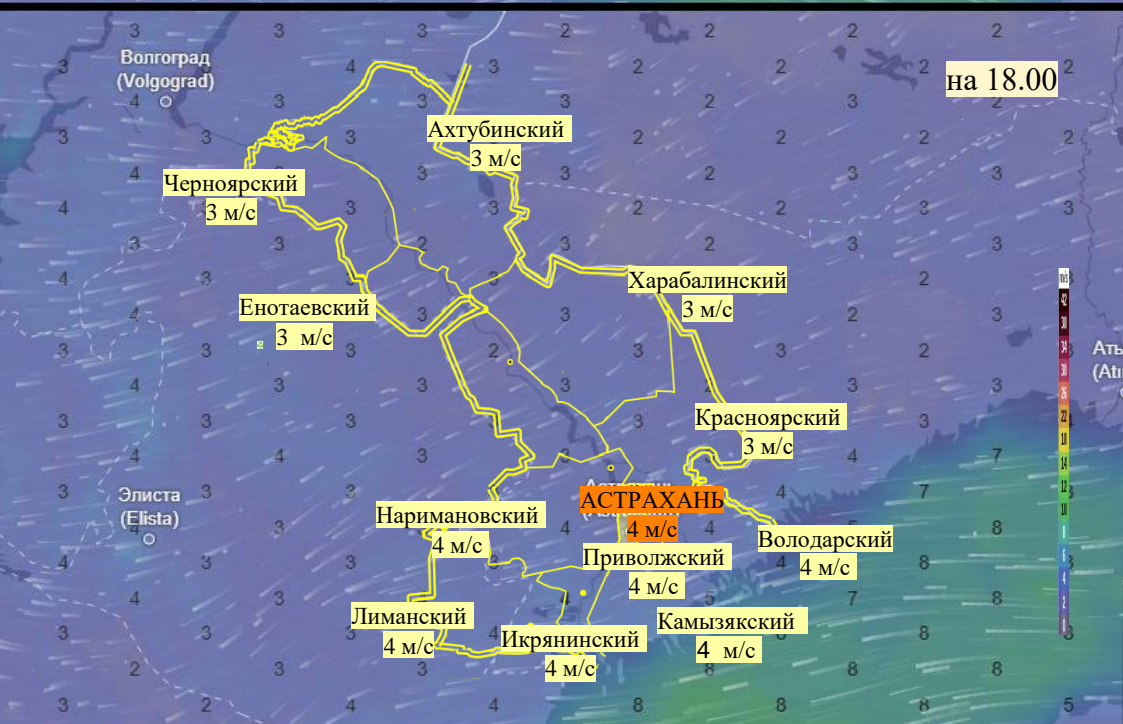 Волгоград
(Volgograd)
на 18.00
Ахтубинский
3 м/с
Черноярский
3 м/с
Харабалинский
3 м/с
Енотаевский
3 м/с
Красноярский
3 м/с
Элиста
(Elista)
АСТРАХАНЬ
4 м/с
Наримановский
4 м/с
Володарский
4 м/с
Приволжский
4 м/с
Лиманский
4 м/с
Камызякский
4 м/с
Икрянинский
4 м/с